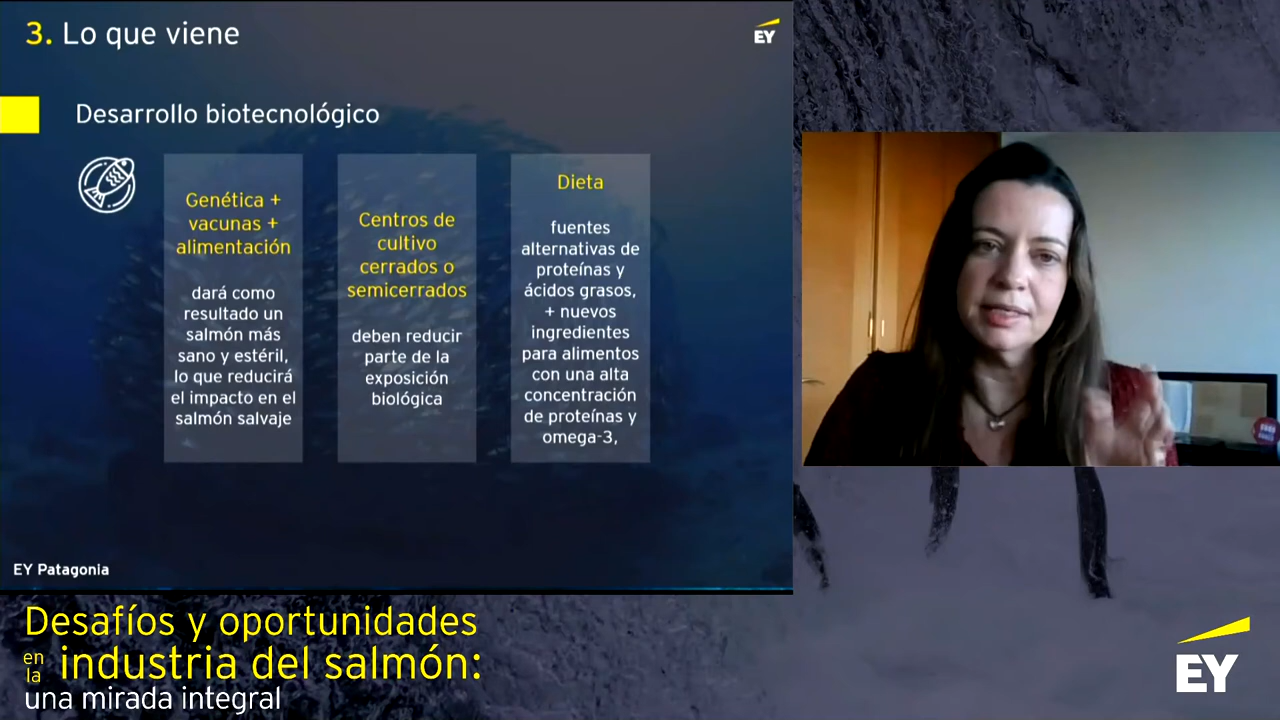 3. Lo que viene
EY
Desarrollo biotecnológico
Genética +
vacunas +
alimentación
dará como
resultado un
salmón más
sano y estéril,
lo que reducirá
el impacto en el
salmón salvaje
Centros de
cultivo
cerrados o
semicerrados
deben reducir
parte de la
exposición
biológica
Dieta
fuentes
alternativas de
proteínas y
ácidos grasos,
+ nuevos
ingredientes
para alimentos
con una alta
concentración
de proteínas y
omega-3,
EY Patagonia
Desafíos y oportunidades
en la industria del salmón:
una mirada integral
EY